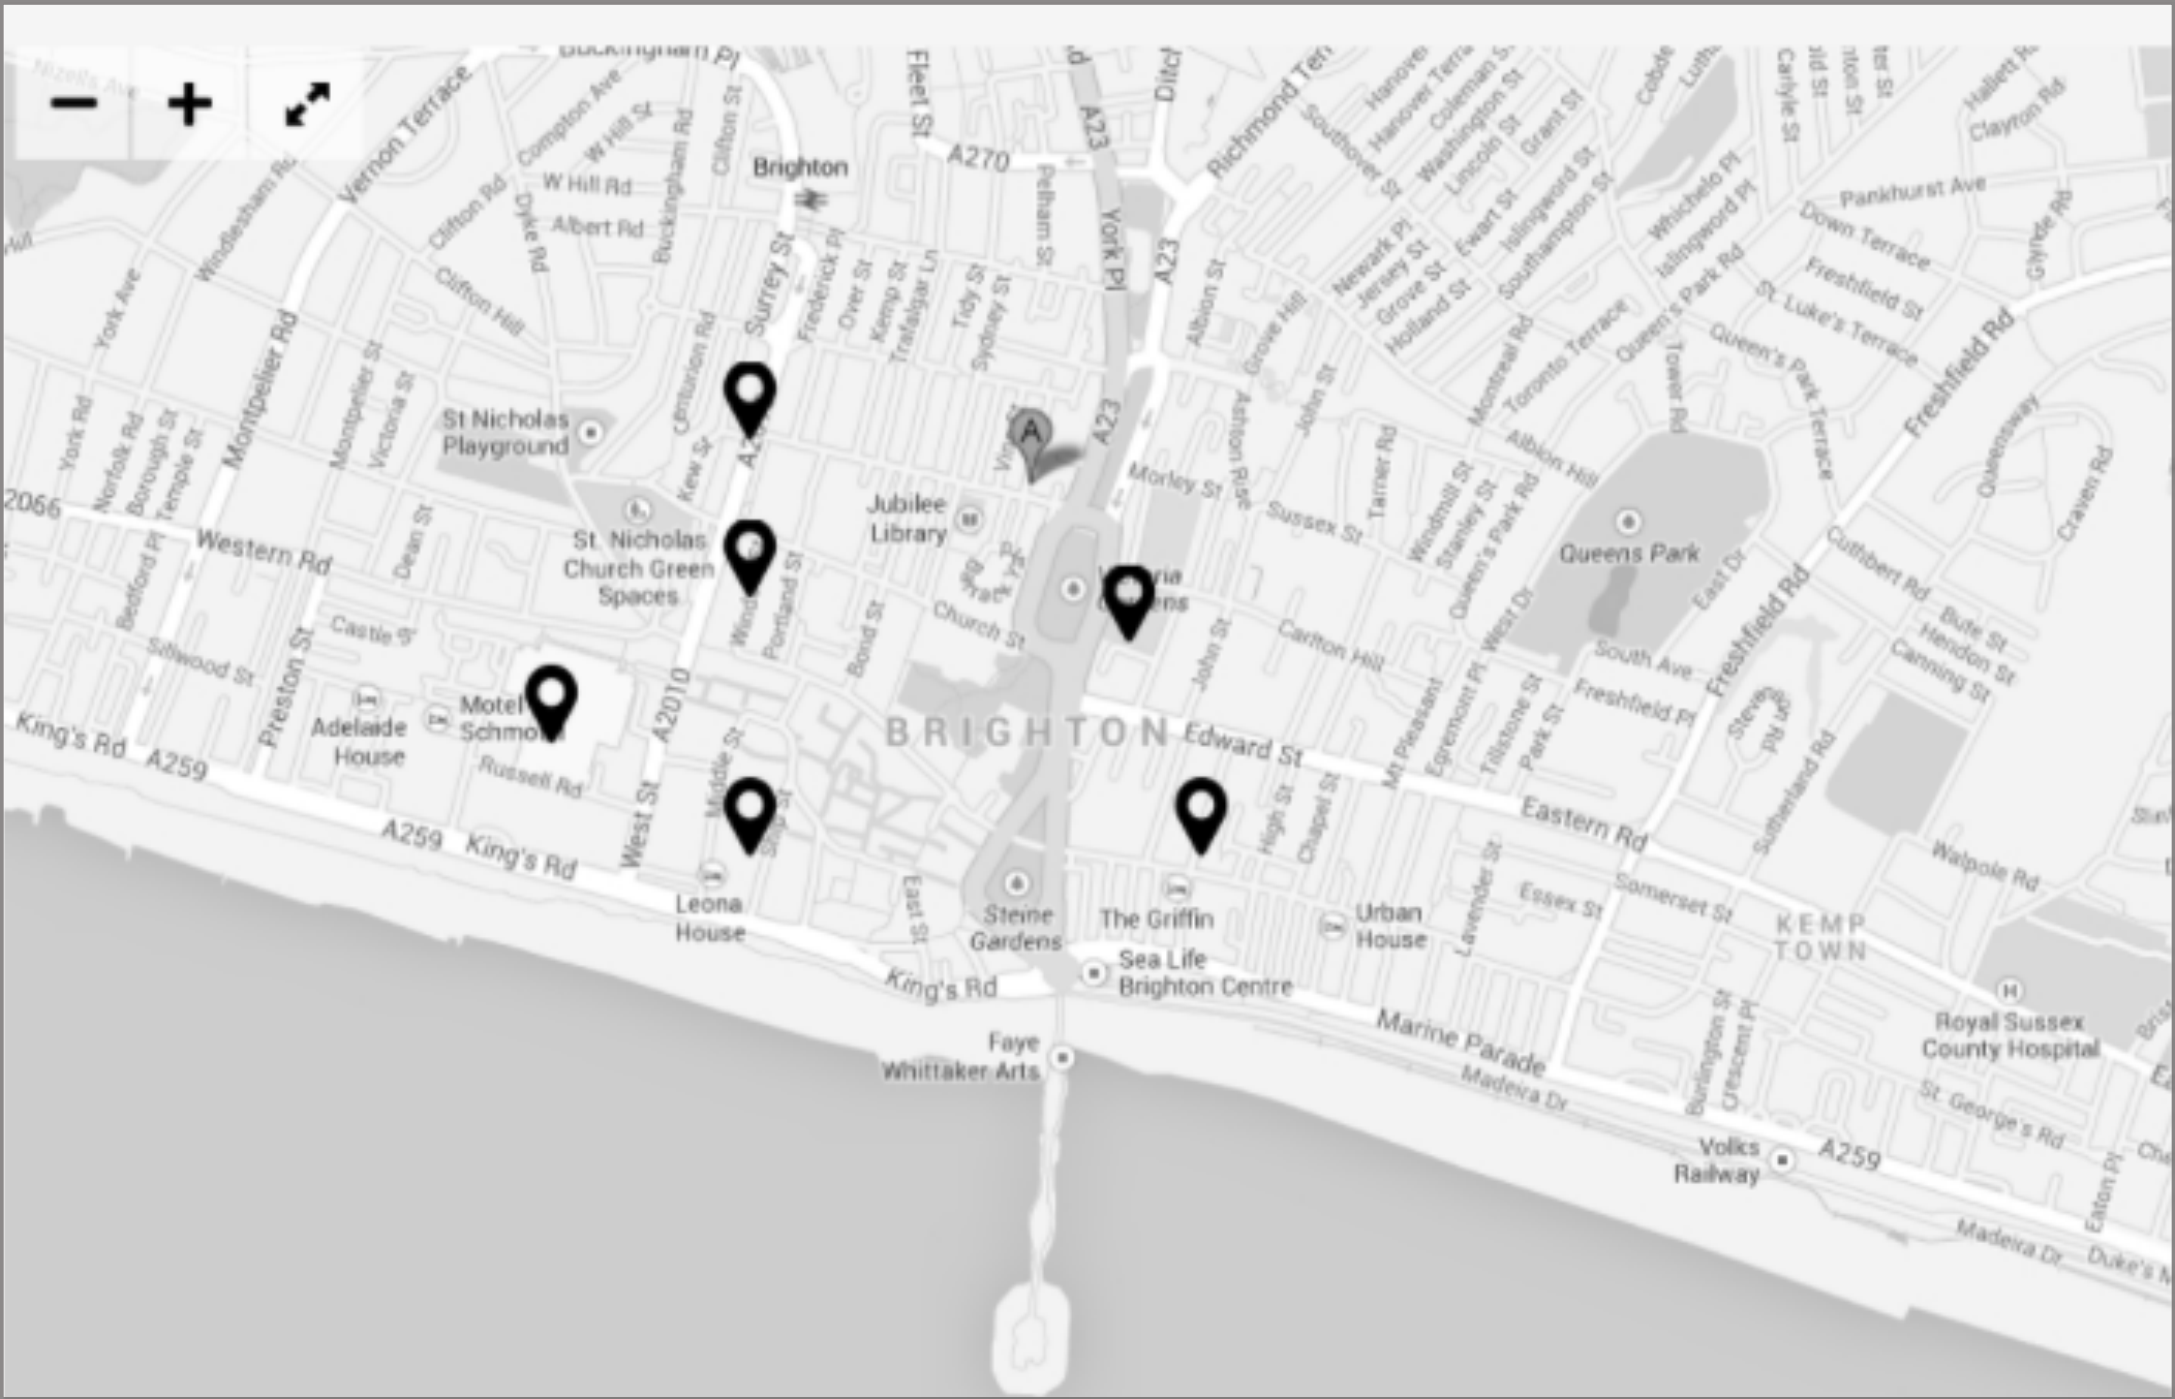 Buckingham Pl
Nizells Ave
Vernon Terrace
Compton Ave
W Hill St
W Hill Rd
Albert Rd
Clifton Rd
Dyke Rd
Buckingham Rd
Clifton St
Brighton
Fleet St
A270
Pelham St
A23
York Pl
A23
Richmond Terr
Southover St
Hanover
Hanover Terra
Coleman S
Washington St
Lincoln St
Grant St
Islingword St
Southampton St
Ewart St
Newark Pl
Jersey St
Grove St
Holland St
Whichelo Pl
Islingword Pl
Queen's Park Rd
Carlyle St
Hallett R
Clayton Rd
Pankhurst Ave
Down Terrace
Glynde Rd
Freshfield St
St. Luke's Terrace
Queen's Park Terrace
Tower Rd
Toronto Terrace
Montreal Rd
Albion Hill
Freshfield Rd
Queensway
Craven Rd
Windlesham Rd
York Ave
Clifton Hill
Surrey St
Frederick Pl
Over St
Kemp St
Trafalgar Ln
Tidy St
Sydney St
Albion St
Grove Hill
John St
Ashton Rise
Montpelier Rd
Montpelier St
Victoria St
York Rd
Norfolk Rd
Borough St
Temple St
St Nicholas
Playground
Kew St
A23
A
Morley St
Sussex St
Tarner Rd
Windmill St
Stanley St
Queen's Park Rd
2066
Western Rd
Dean St
St. Nicholas
Church Green
Spaces
Jubilee
Library
Portland St
Bond St
Church St
Queens Park
East Dr
West Dr
South Ave
Cuthbert Rd
Bute St
Hendon St
Canning St
Bedford Pl
Castle St
Sillwood St
Preston St
Adelaide
House
Motel
Russell Rd
A2010
West St
Middle St
BRIGHTON
Carlton Hill
John St
Edward St
Mt Pleasant
Egremont Pl
Tillstone St
Park St
Freshfield Pl
Freshfield Rd
Sutherland Rd
King's Rd
A259
A259
King's Rd
High St
Chapel St
Eastern Rd
Walpole Rd
Leona
House
East St
Steine
Gardens
The Griffin
Urban
House
Lavender St
Essex St
Somerset St
KEMP
TOWN
King's Rd
Sea Life
Brighton Centre
Marine Parade
Madeira Dr
Burlington St
Crescent Pl
Royal Sussex
County Hospital
H
Faye
Whittaker Arts
St. George's Rd
Volks
Railway
A259
Eaton Pl
Madeira Dr
Duke's M